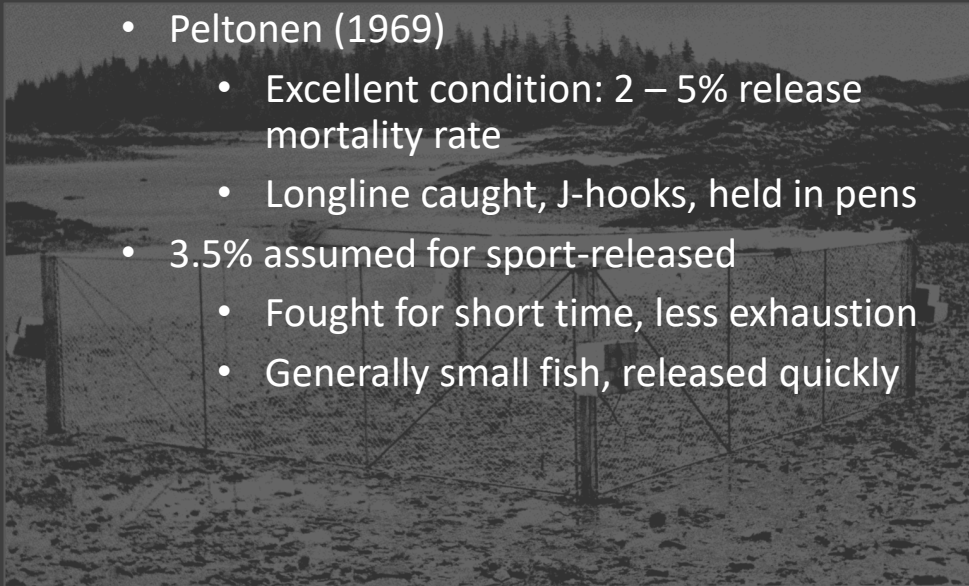 • Peltonen (1969)
• Excellent condition: 2 – 5% release
mortality rate
• Longline caught, J-hooks, held in pens
• 3.5% assumed for sport-released
• Fought for short time, less exhaustion
• Generally small fish, released quickly